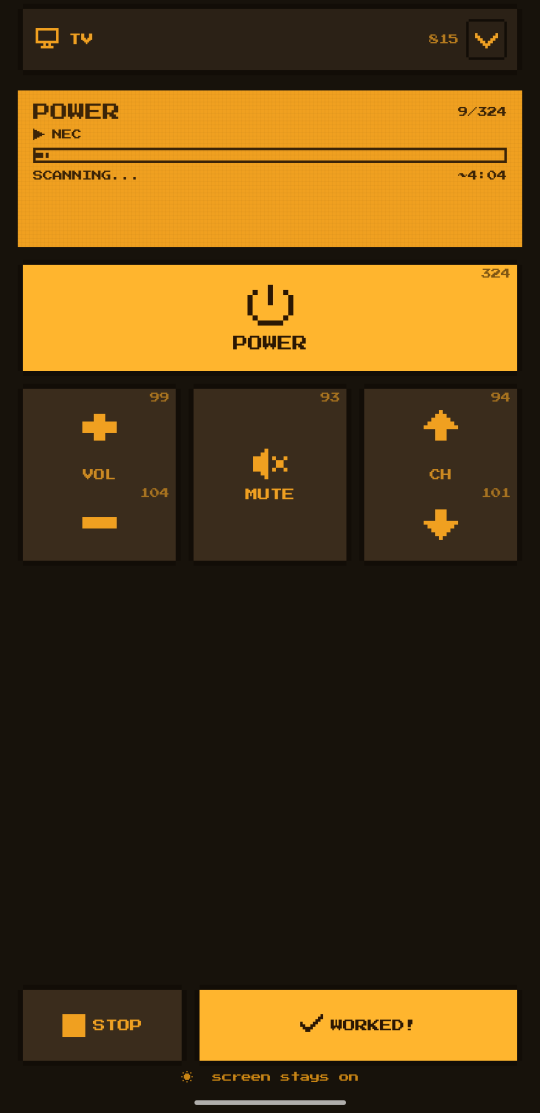 TV 815
POWER 9/324
▶ NEC
SCANNING... ~4:04
324
POWER
99 93 94
VOL MUTE CH
104 101
STOP WORKED!
screen stays on